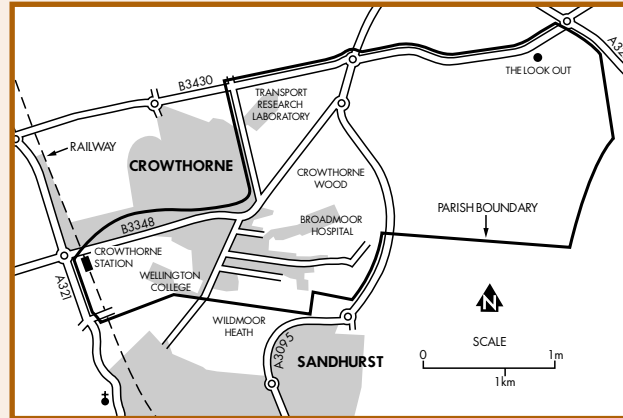 A32
B3430
THE LOOK OUT
TRANSPORT
RESEARCH
LABORATORY
RAILWAY
CROWTHORNE
CROWTHORNE
WOOD
PARISH BOUNDARY
B3348
BROADMOOR
HOSPITAL
CROWTHORNE
STATION
WELLINGTON
COLLEGE
A321
N
WILDMOOR
HEATH
SCALE
A3095
SANDHURST
0
1m
1km